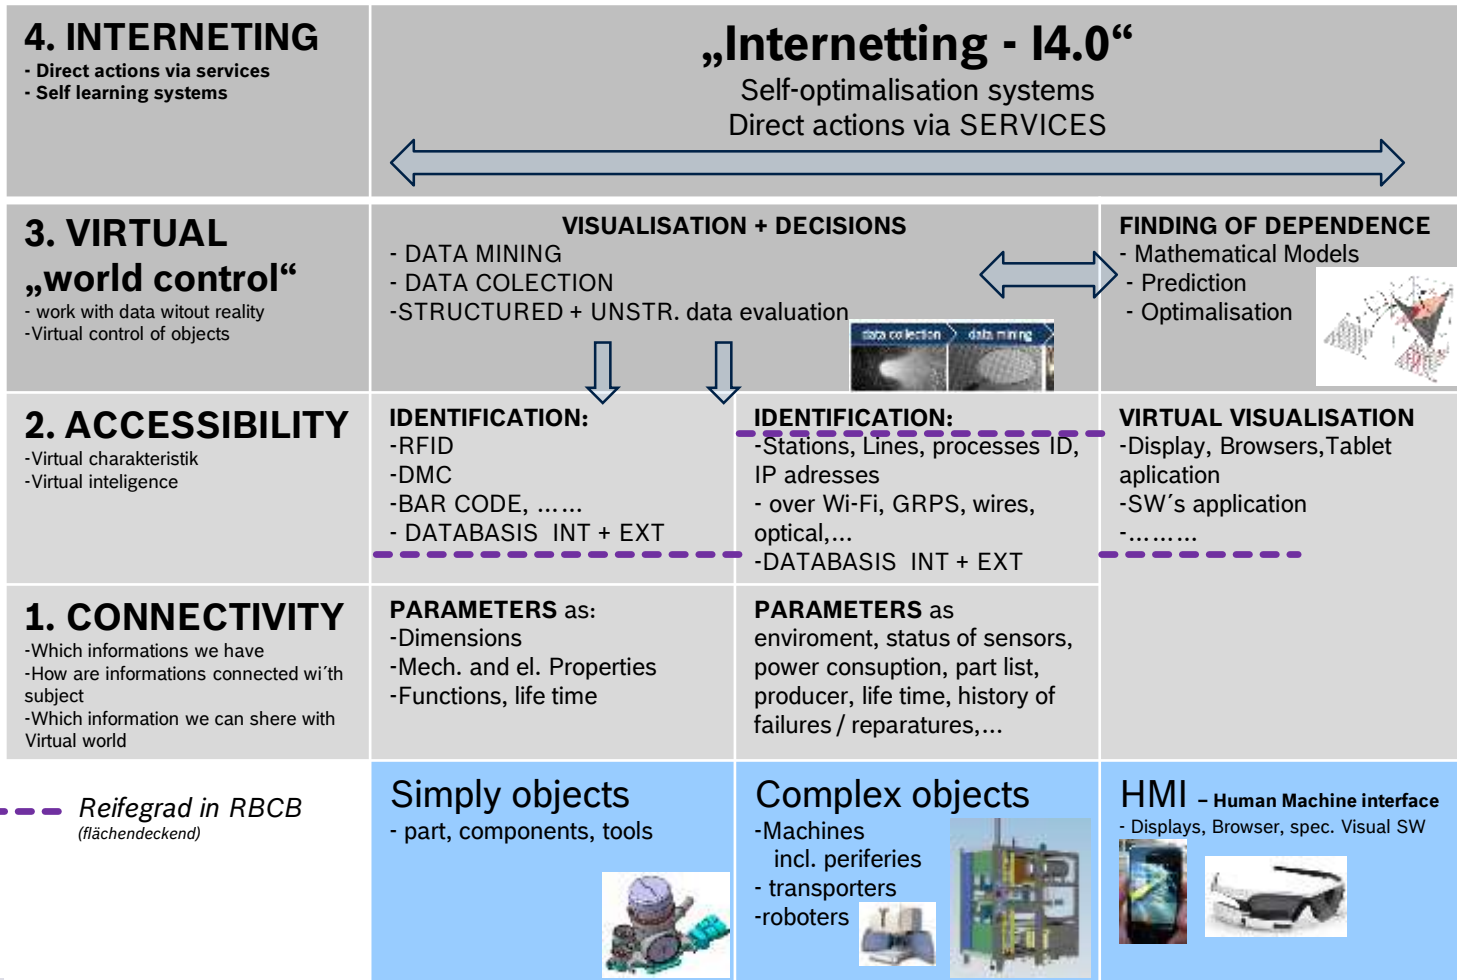 4. INTERNETING
- Direct actions via services
- Self learning systems
„Internetting - I4.0“
Self-optimalisation systems
Direct actions via SERVICES
3. VIRTUAL
„world control“
- work with data witout reality
-Virtual control of objects
VISUALISATION + DECISIONS
- DATA MINING
- DATA COLECTION
-STRUCTURED + UNSTR. data evaluation
data collection
data mining
FINDING OF DEPENDENCE
- Mathematical Models
- Prediction
- Optimalisation
2. ACCESSIBILITY
-Virtual charakteristik
-Virtual inteligence
IDENTIFICATION:
-RFID
-DMC
-BAR CODE, ……
- DATABASIS INT + EXT
IDENTIFICATION:
-Stations, Lines, processes ID,
IP adresses
- over Wi-Fi, GRPS, wires,
optical,…
-DATABASIS INT + EXT
VIRTUAL VISUALISATION
-Display, Browsers,Tablet
aplication
-SW´s application
-………
1. CONNECTIVITY
-Which informations we have
-How are informations connected wi´th
subject
-Which information we can shere with
Virtual world
PARAMETERS as:
-Dimensions
-Mech. and el. Properties
-Functions, life time
PARAMETERS as
enviroment, status of sensors,
power consuption, part list,
producer, life time, history of
failures / reparatures,…
Reifegrad in RBCB
(flächendeckend)
Simply objects
- part, components, tools
Complex objects
-Machines
incl. periferies
- transporters
-roboters
HMI – Human Machine interface
- Displays, Browser, spec. Visual SW